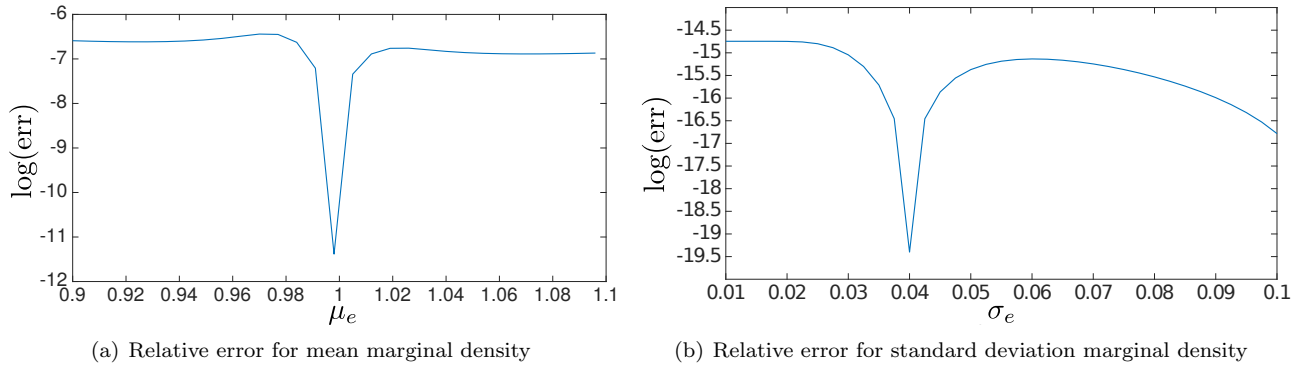 -6
-7
-8
-9
-10
-11
-12
log(err)
0.9 0.92 0.94 0.96 0.98 1 1.02 1.04 1.06 1.08 1.1
μ_e
(a) Relative error for mean marginal density
-14.5
-15
-15.5
-16
-16.5
-17
-17.5
-18
-18.5
-19
-19.5
log(err)
0.01 0.02 0.03 0.04 0.05 0.06 0.07 0.08 0.09 0.1
σ_e
(b) Relative error for standard deviation marginal density